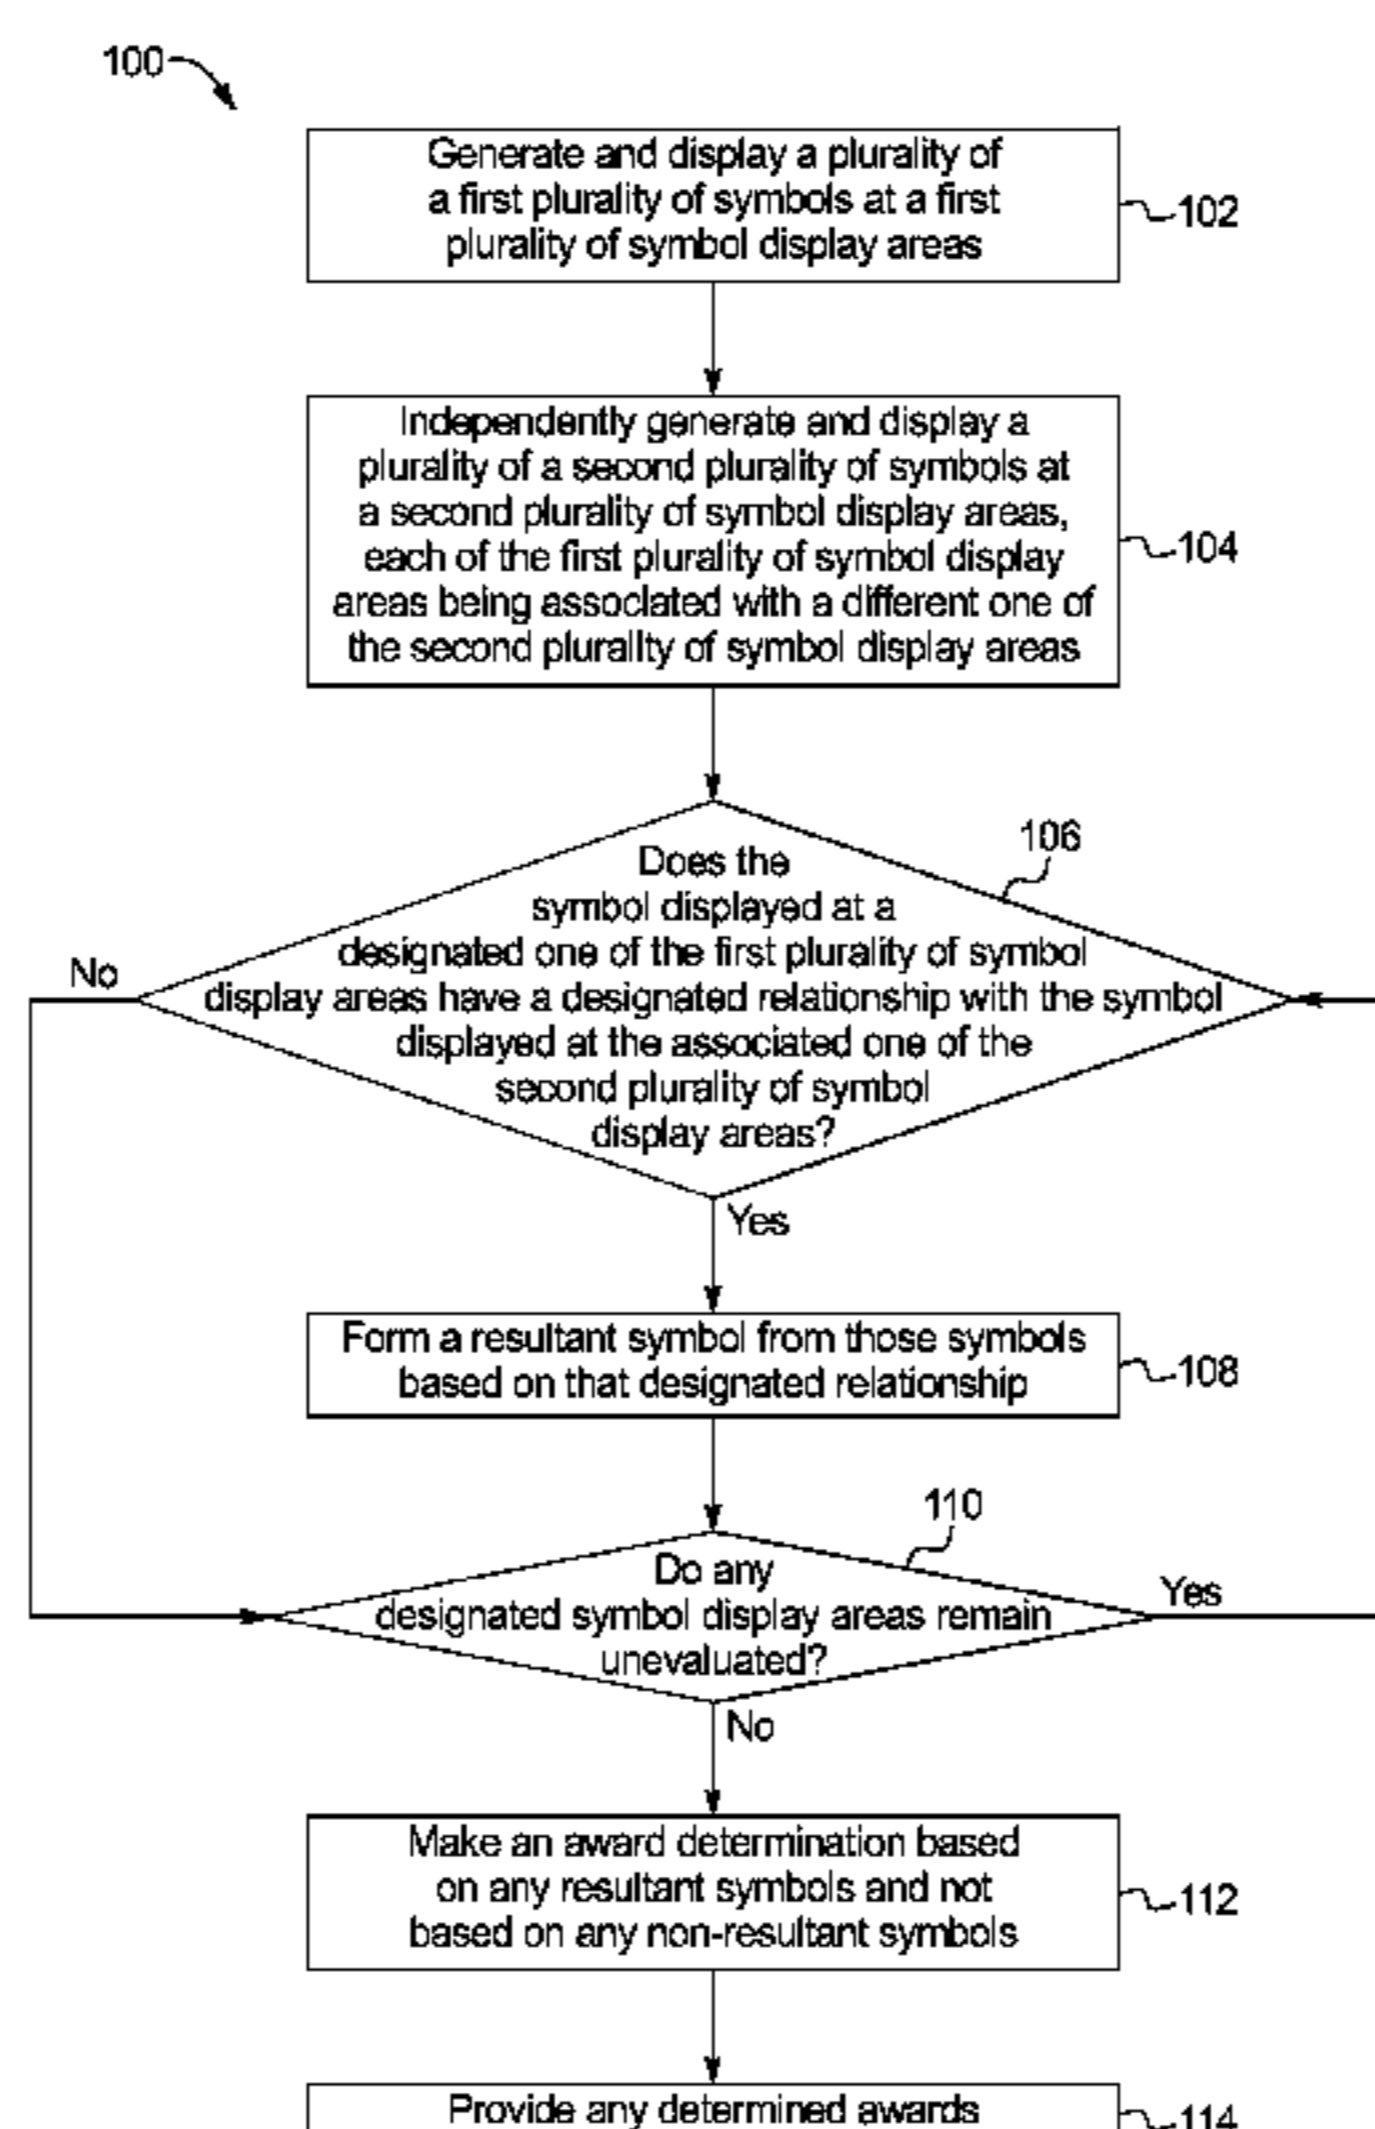 100
Generate and display a plurality of
a first plurality of symbols at a first
plurality of symbol display areas
102
Independently generate and display a
plurality of a second plurality of symbols at
a second plurality of symbol display areas,
each of the first plurality of symbol display
areas being associated with a different one of
the second plurality of symbol display areas
104
106
Does the
symbol displayed at a
designated one of the first plurality of symbol
display areas have a designated relationship with the symbol
displayed at the associated one of the
second plurality of symbol
display areas?
No
Yes
Form a resultant symbol from those symbols
based on that designated relationship
108
110
Do any
designated symbol display areas remain
unevaluated?
Yes
No
Make an award determination based
on any resultant symbols and not
based on any non-resultant symbols
112
Provide any determined awards
114